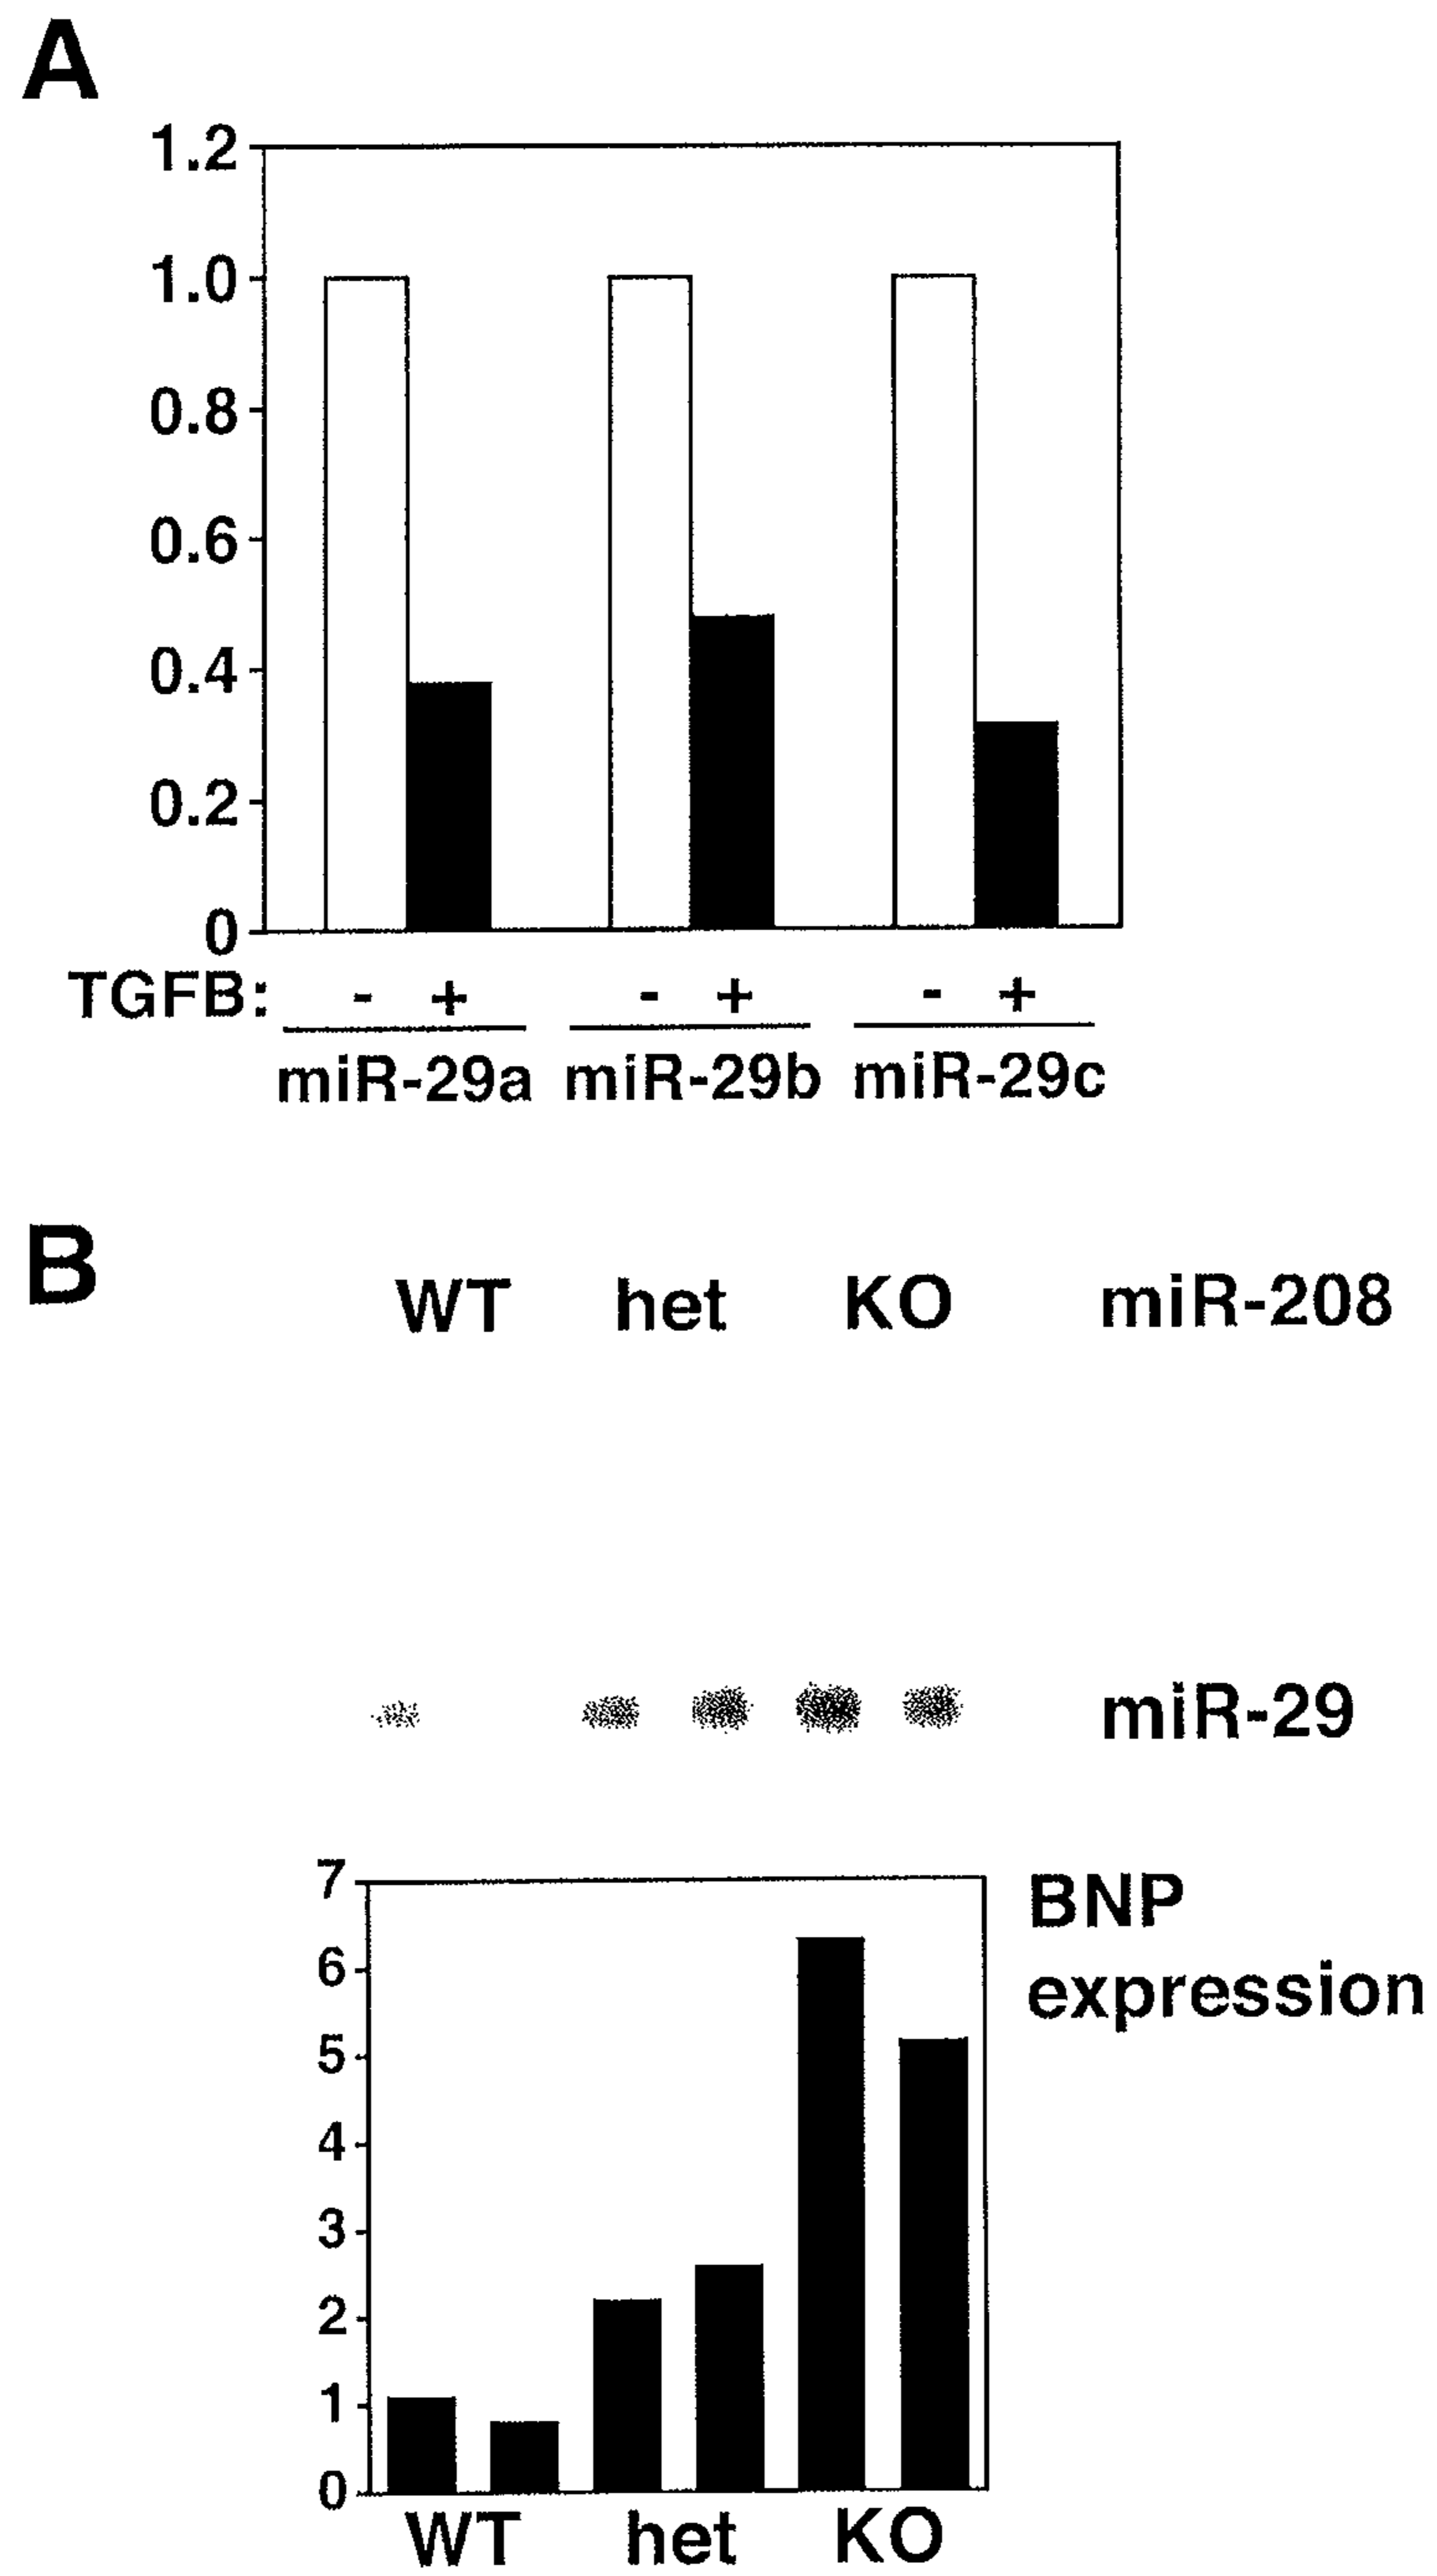 A
1.2
1.0
0.8
0.6
0.4
0.2
0
TGFB: - + - + - +
miR-29a miR-29b miR-29c
B
WT het KO miR-208
miR-29
7
6
5
4
3
2
1
0
BNP
expression
WT het KO